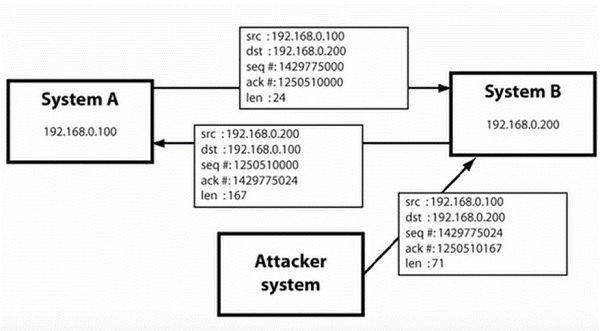 src : 192.168.0.100
dst : 192.168.0.200
seq #: 1429775000
ack #: 1250510000
len : 24
System A
192.168.0.100
System B
192.168.0.200
src : 192.168.0.200
dst : 192.168.0.100
seq #: 1250510000
ack #: 1429775024
len : 167
src : 192.168.0.100
dst : 192.168.0.200
seq #: 1429775024
ack #: 1250510167
len : 71
Attacker
system